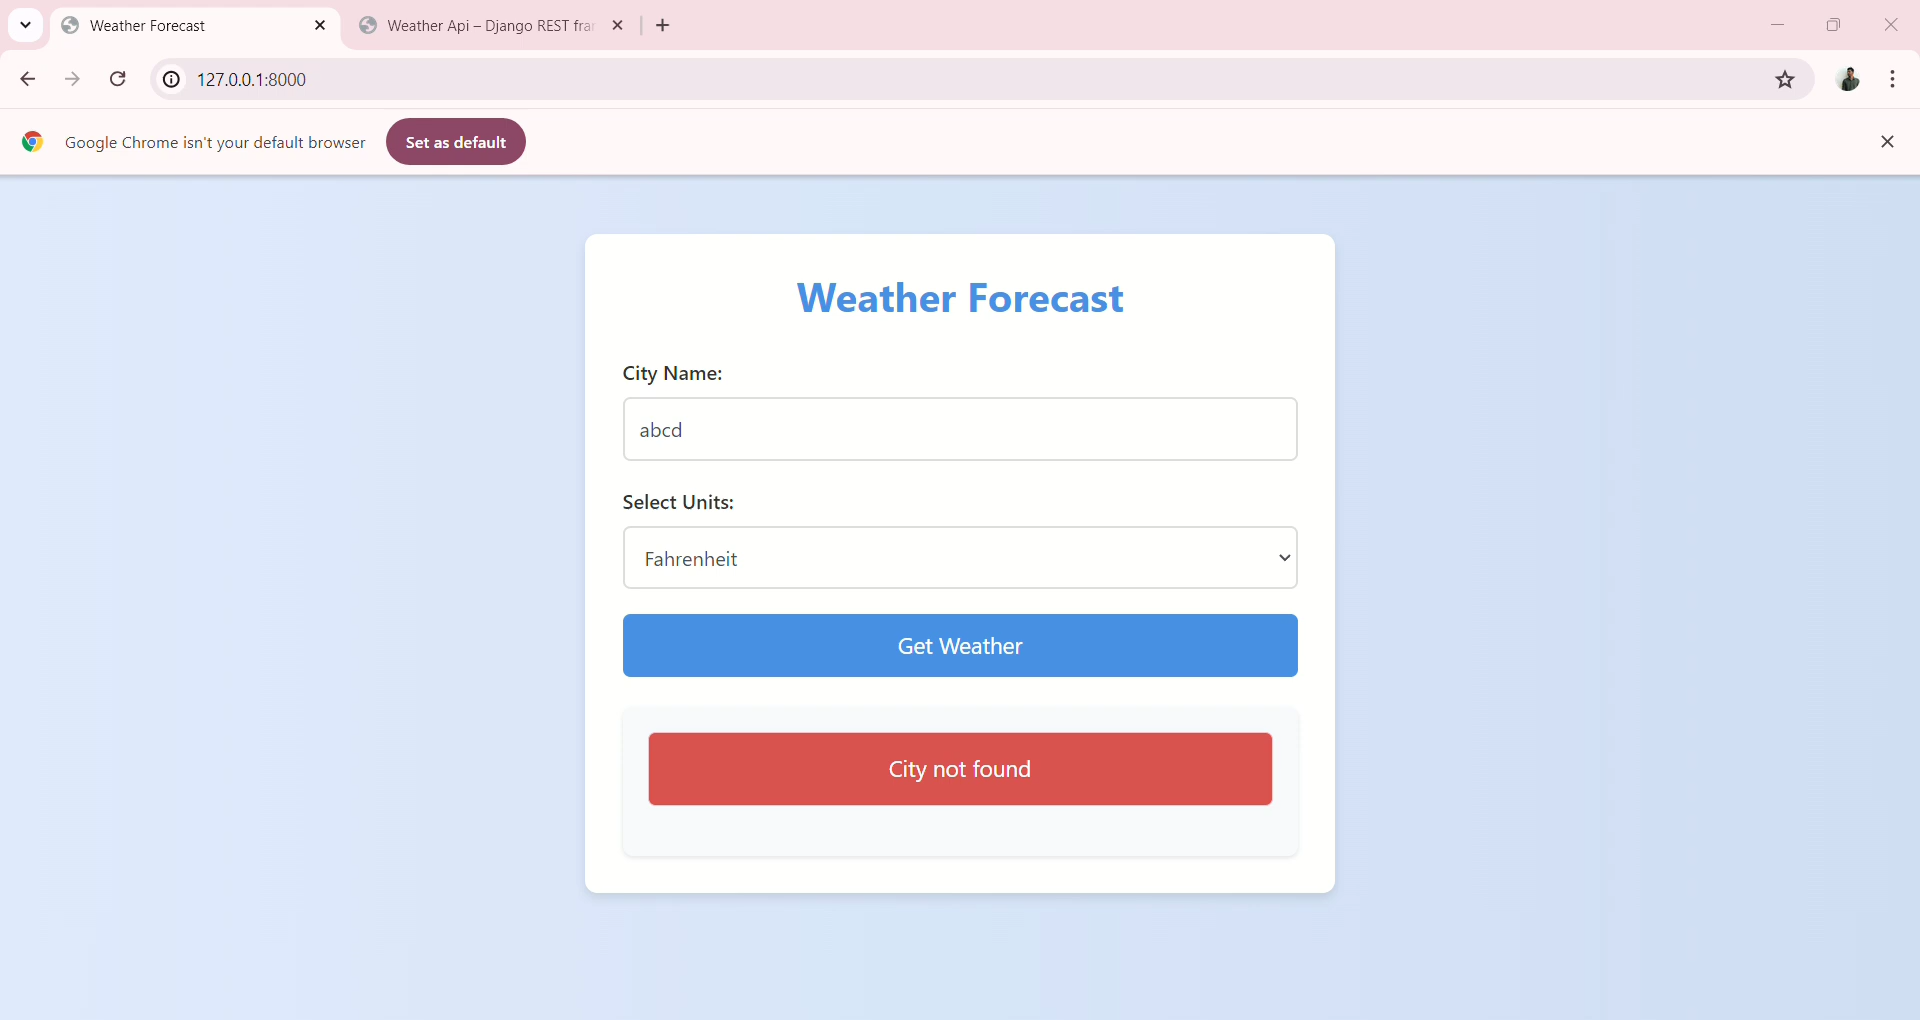 Weather Forecast
Weather Api – Django REST fra
127.0.0.1:8000
Google Chrome isn't your default browser
Set as default
Weather Forecast
City Name:
abcd
Select Units:
Fahrenheit
Get Weather
City not found